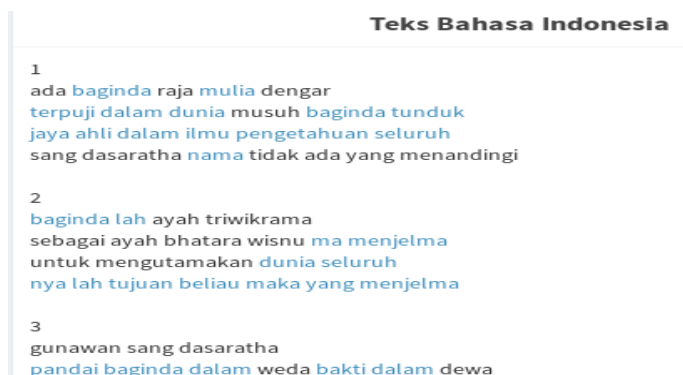 Teks Bahasa Indonesia
1
ada baginda raja mulia dengar
terpuji dalam dunia musuh baginda tunduk
jaya ahli dalam ilmu pengetahuan seluruh
sang dasaratha nama tidak ada yang menandingi
2
baginda lah ayah triwikrama
sebagai ayah bhatara wisnu ma menjelma
untuk mengutamakan dunia seluruh
nya lah tujuan beliau maka yang menjelma
3
gunawan sang dasaratha
pandai baginda dalam weda bakti dalam dewa